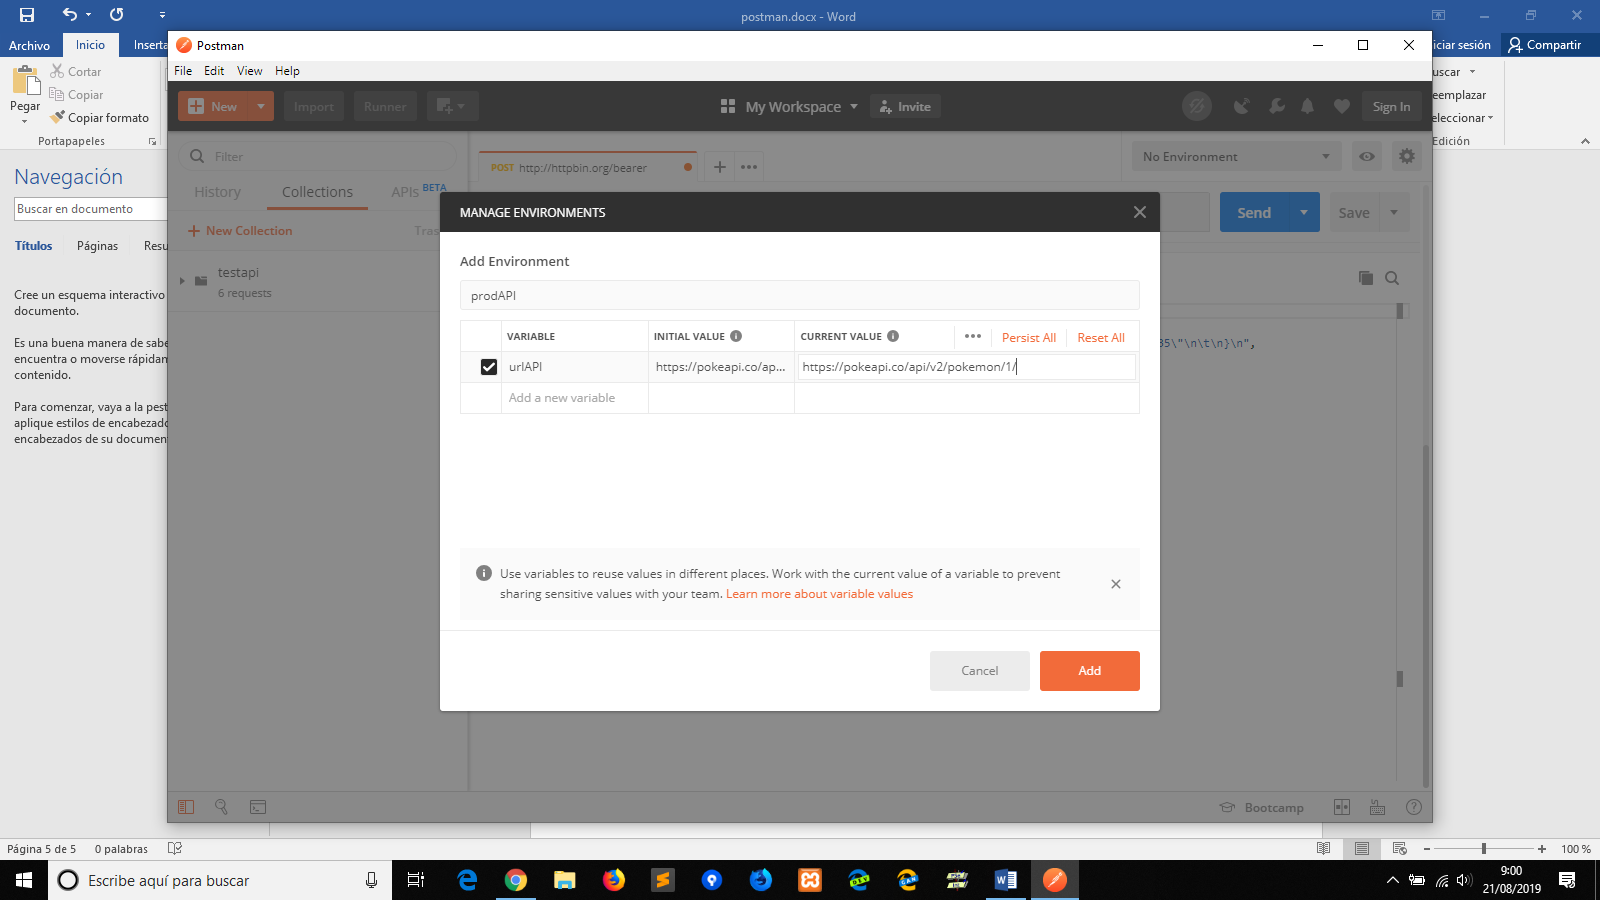 postman.docx - Word
Archivo
Inicio
Inserta
iciar sesión
Compartir
Pegar
Cortar
Copiar
Copiar formato
Portapapeles
uscar
eemplazar
eleccionar
Edición
Navegación
Buscar en documento
Títulos
Páginas
Resu
Cree un esquema interactivo
documento.
Es una buena manera de sabe
encuentra o moverse rápidam
contenido.
Para comenzar, vaya a la pest
aplique estilos de encabezado
encabezados de su documen
Postman
File Edit View Help
New
Import
Runner
My Workspace
Invite
Sign In
Filter
History
Collections
APIs BETA
New Collection
Tras
testapi
6 requests
POST http://httpbin.org/bearer
No Environment
Send
Save
35\"\n\t\n}\n",
MANAGE ENVIRONMENTS
Add Environment
prodAPI
VARIABLE
INITIAL VALUE
CURRENT VALUE
Persist All
Reset All
urlAPI
https://pokeapi.co/ap...
https://pokeapi.co/api/v2/pokemon/1/
Add a new variable
Use variables to reuse values in different places. Work with the current value of a variable to prevent
sharing sensitive values with your team. Learn more about variable values
Cancel
Add
Bootcamp
Página 5 de 5
0 palabras
100 %
Escribe aquí para buscar
9:00
21/08/2019